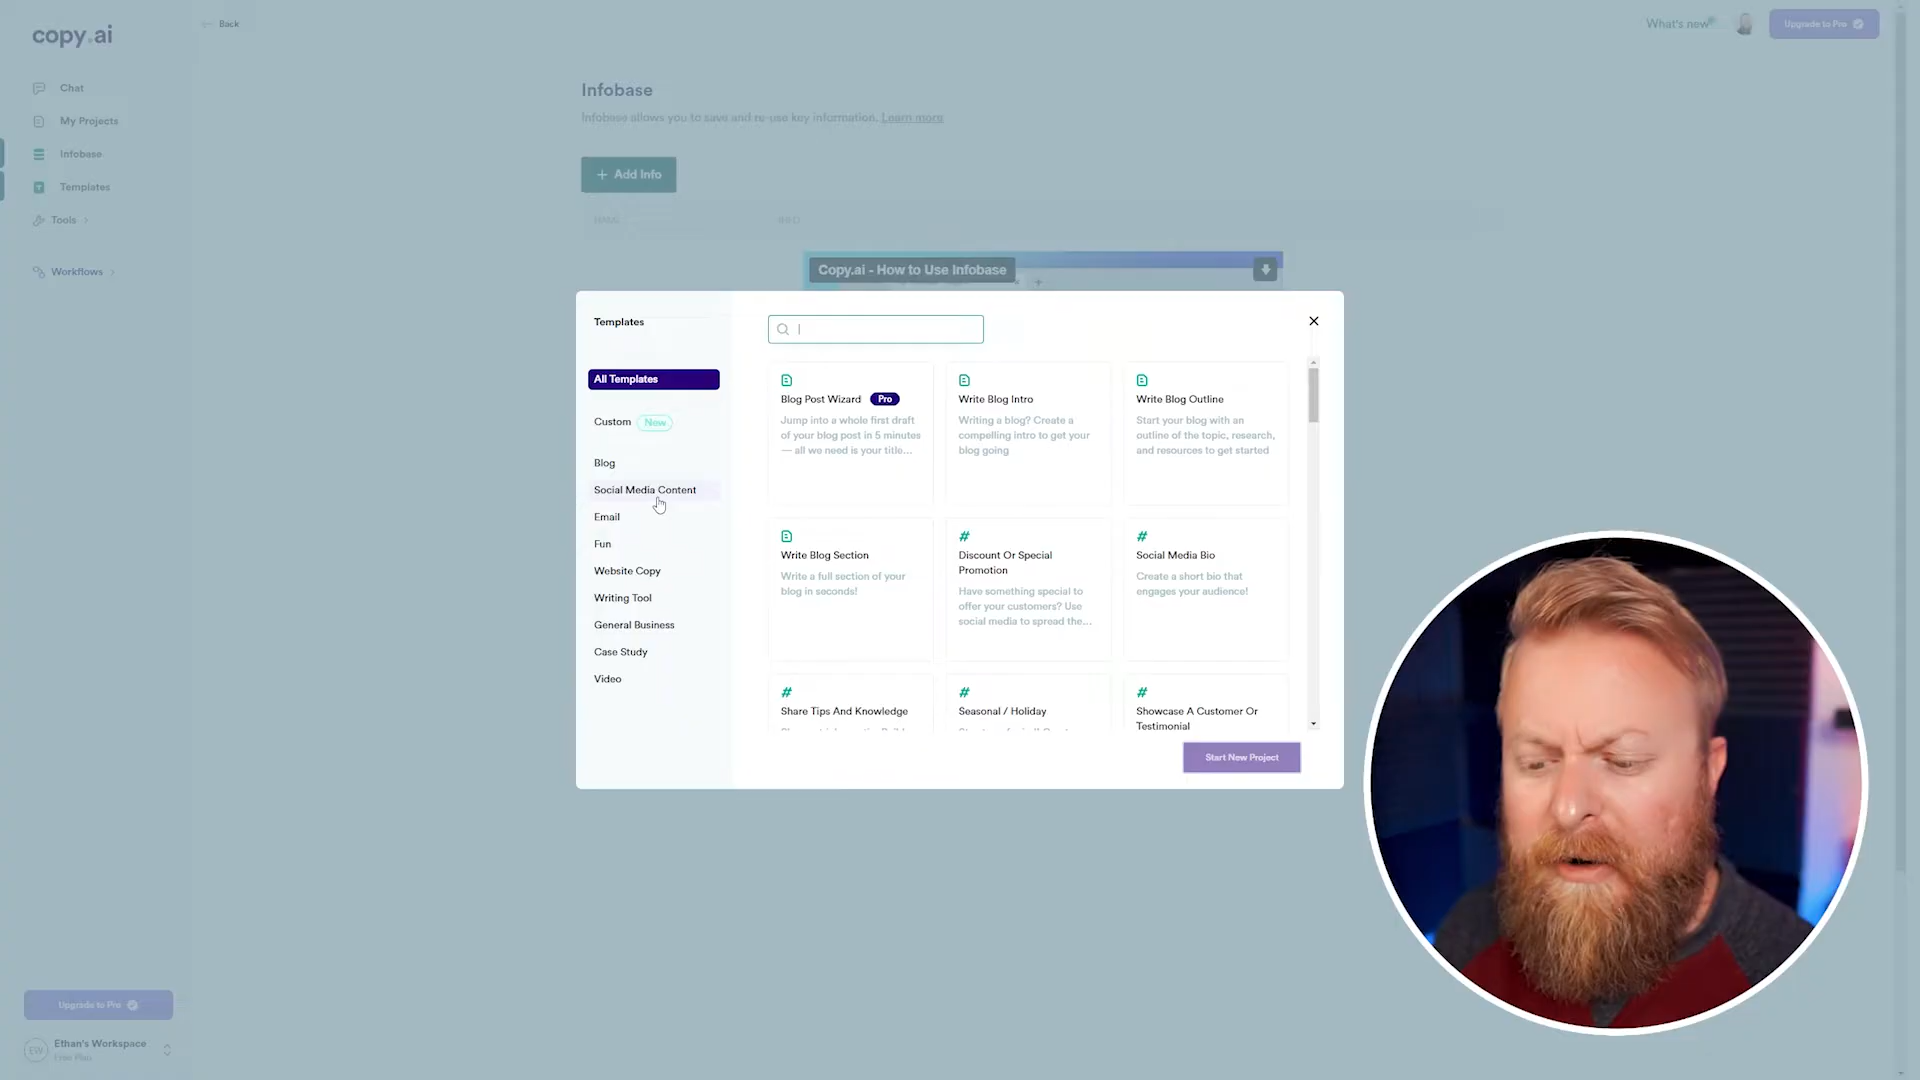 copy.ai
Back
What's new
Upgrade to Pro
Chat
My Projects
Infobase
Templates
Tools
Workflows
Infobase
Infobase allows you to save and re-use key information. Learn more
+ Add Info
NAME
INFO
Copy.ai - How to Use Infobase
Templates
All Templates
Custom New
Blog
Social Media Content
Email
Fun
Website Copy
Writing Tool
General Business
Case Study
Video
Blog Post Wizard Pro
Jump into a whole first draft
of your blog post in 5 minutes
— all we need is your title...
Write Blog Intro
Writing a blog? Create a
compelling intro to get your
blog going
Write Blog Outline
Start your blog with an
outline of the topic, research,
and resources to get started
Write Blog Section
Write a full section of your
blog in seconds!
Discount Or Special
Promotion
Have something special to
offer your customers? Use
social media to spread the...
Social Media Bio
Create a short bio that
engages your audience!
Share Tips And Knowledge
Seasonal / Holiday
Showcase A Customer Or
Testimonial
Start New Project
Upgrade to Pro
EW
Ethan's Workspace
Free Plan